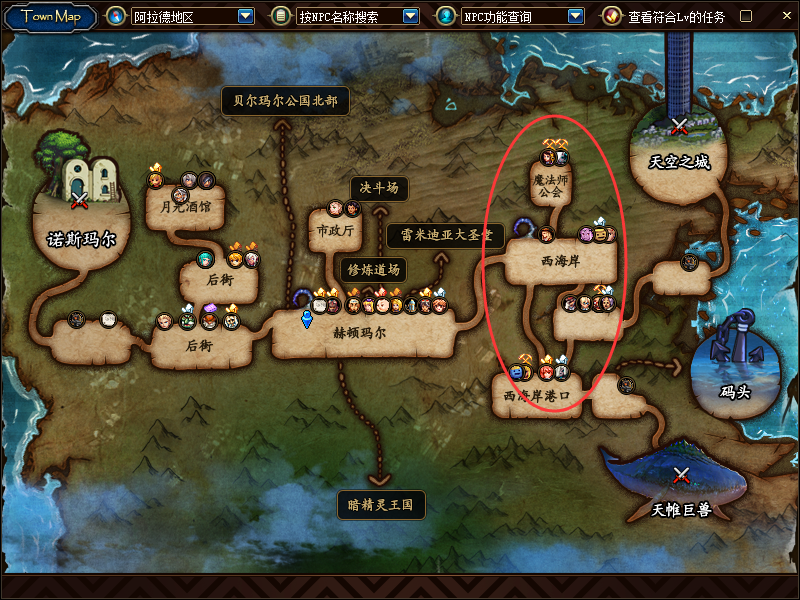 Town Map
阿拉德地区
按NPC名称搜索
NPC功能查询
查看符合Lv的任务
贝尔玛尔公国北部
天空之城
魔法师
公会
决斗场
月光酒馆
市政厅
雷米迪亚大圣堂
诺斯玛尔
西海岸
修炼道场
后街
赫顿玛尔
后街
西海岸港口
码头
暗精灵王国
天帷巨兽